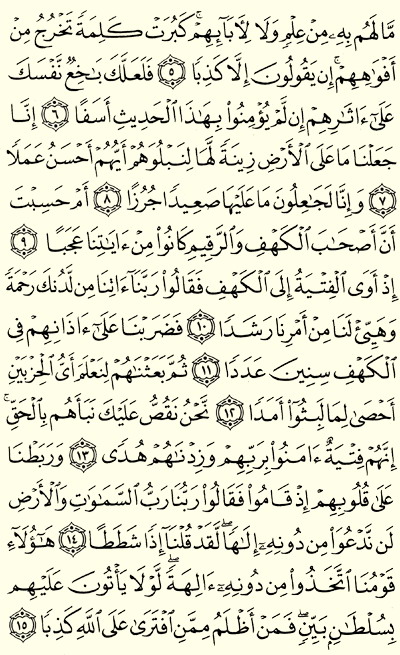 مَّا لَهُم بِهِۦ مِنْ عِلْمٍ وَلَا لِأَبَآئِهِمْ ۚ كَبُرَتْ كَلِمَةً تَخْرُجُ مِنْ
أَفْوَٰهِهِمْ ۚ إِن يَقُولُونَ إِلَّا كَذِبًا ٥ فَلَعَلَّكَ بَٰخِعٌ نَّفْسَكَ
عَلَىٰٓ ءَاثَٰرِهِمْ إِن لَّمْ يُؤْمِنُوا۟ بِهَٰذَا ٱلْحَدِيثِ أَسَفًا ٦ إِنَّا
جَعَلْنَا مَا عَلَى ٱلْأَرْضِ زِينَةً لَّهَا لِنَبْلُوَهُمْ أَيُّهُمْ أَحْسَنُ عَمَلًا
٧ وَإِنَّا لَجَٰعِلُونَ مَا عَلَيْهَا صَعِيدًا جُرُزًا ٨ أَمْ حَسِبْتَ
أَنَّ أَصْحَٰبَ ٱلْكَهْفِ وَٱلرَّقِيمِ كَانُوا۟ مِنْ ءَايَٰتِنَا عَجَبًا ٩
إِذْ أَوَى ٱلْفِتْيَةُ إِلَى ٱلْكَهْفِ فَقَالُوا۟ رَبَّنَآ ءَاتِنَا مِن لَّدُنكَ رَحْمَةً
وَهَيِّئْ لَنَا مِنْ أَمْرِنَا رَشَدًا ١٠ فَضَرَبْنَا عَلَىٰٓ ءَاذَانِهِمْ فِى
ٱلْكَهْفِ سِنِينَ عَدَدًا ١١ ثُمَّ بَعَثْنَٰهُمْ لِنَعْلَمَ أَىُّ ٱلْحِزْبَيْنِ
أَحْصَىٰ لِمَا لَبِثُوٓا۟ أَمَدًا ١٢ نَّحْنُ نَقُصُّ عَلَيْكَ نَبَأَهُم بِٱلْحَقِّ ۚ
إِنَّهُمْ فِتْيَةٌ ءَامَنُوا۟ بِرَبِّهِمْ وَزِدْنَٰهُمْ هُدًى ١٣ وَرَبَطْنَا
عَلَىٰ قُلُوبِهِمْ إِذْ قَامُوا۟ فَقَالُوا۟ رَبُّنَا رَبُّ ٱلسَّمَٰوَٰتِ وَٱلْأَرْضِ
لَن نَّدْعُوَا۟ مِن دُونِهِۦٓ إِلَٰهًا ۖ لَّقَدْ قُلْنَآ إِذًا شَطَطًا ١٤ هَٰٓؤُلَآءِ
قَوْمُنَا ٱتَّخَذُوا۟ مِن دُونِهِۦٓ ءَالِهَةً ۖ لَّوْلَا يَأْتُونَ عَلَيْهِم
بِسُلْطَٰنٍۭ بَيِّنٍ ۖ فَمَنْ أَظْلَمُ مِمَّنِ ٱفْتَرَىٰ عَلَى ٱللَّهِ كَذِبًا ١٥